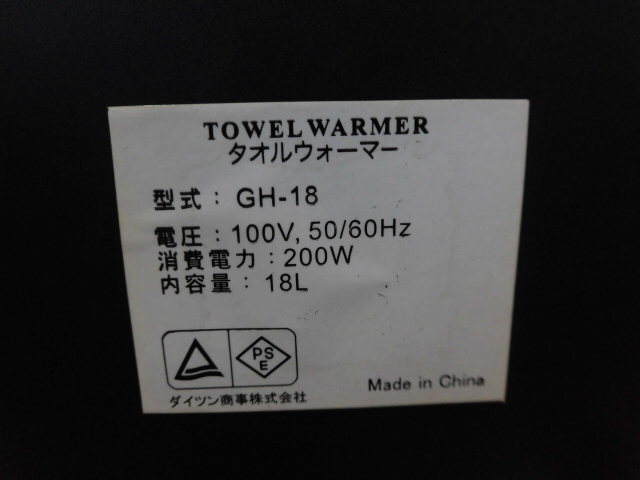 TOWEL WARMER
タオルウォーマー
型式：GH-18
電圧：100V, 50/60Hz
消費電力：200W
内容量：18L
PS
E
ダイツン商事株式会社
Made in China